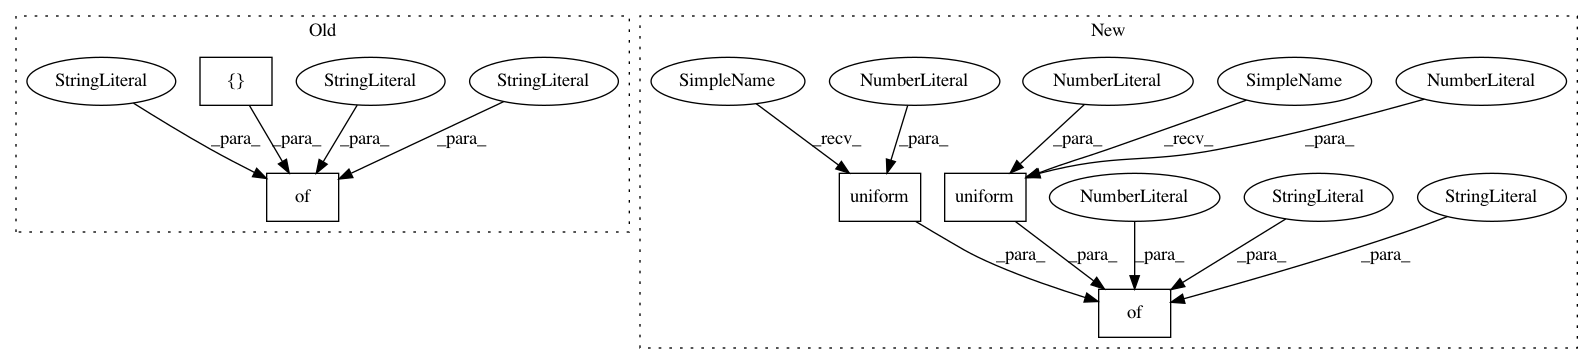 Old
New
StringLiteral
{}
StringLiteral
StringLiteral
SimpleName
NumberLiteral
NumberLiteral
SimpleName
NumberLiteral
_para_
_para_
_para_
_para_
_recv_
_para_
_para_
_recv_
_para_
of
uniform
uniform
NumberLiteral
StringLiteral
StringLiteral
_para_
_para_
_para_
_para_
_para_
of